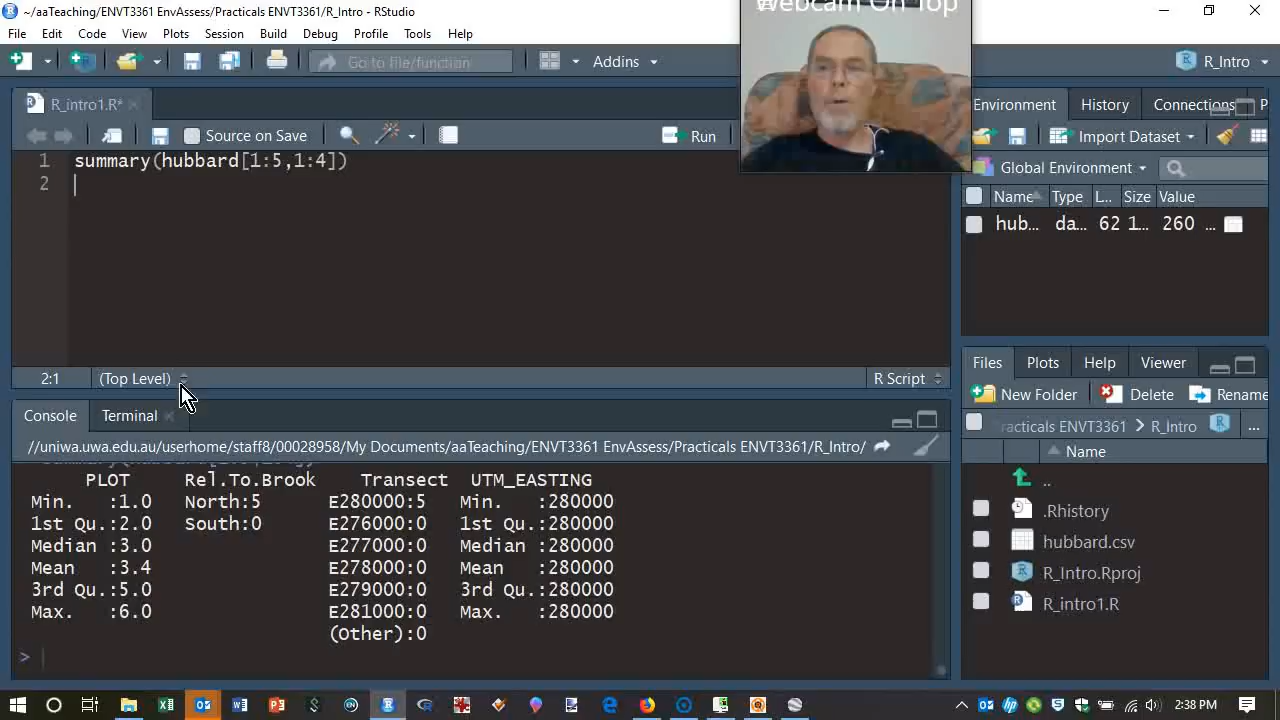 ~/aaTeaching/ENVT3361 EnvAssess/Practicals ENVT3361/R_Intro - RStudio
Webcam On Top
File Edit Code View Plots Session Build Debug Profile Tools Help
Go to file/function
Addins
R_Intro
R_intro1.R*
Environment History Connections
Source on Save
Run
Import Dataset
Global Environment
1 summary(hubbard[1:5,1:4])
2
Name Type L... Size Value
hub... da... 62 1... 260 ...
2:1 (Top Level) R Script
Files Plots Help Viewer
New Folder Delete Rename
Console Terminal
racticals ENVT3361 > R_Intro ...
//uniwa.uwa.edu.au/userhome/staff8/00028958/My Documents/aaTeaching/ENVT3361 EnvAssess/Practicals ENVT3361/R_Intro/
Name
PLOT Rel.To.Brook Transect UTM_EASTING
Min. :1.0 North:5 E280000:5 Min. :280000
1st Qu.:2.0 South:0 E276000:0 1st Qu.:280000
Median :3.0 E277000:0 Median :280000
Mean :3.4 E278000:0 Mean :280000
3rd Qu.:5.0 E279000:0 3rd Qu.:280000
Max. :6.0 E281000:0 Max. :280000
(Other):0
>
..
.Rhistory
hubbard.csv
R_Intro.Rproj
R_intro1.R
2:38 PM